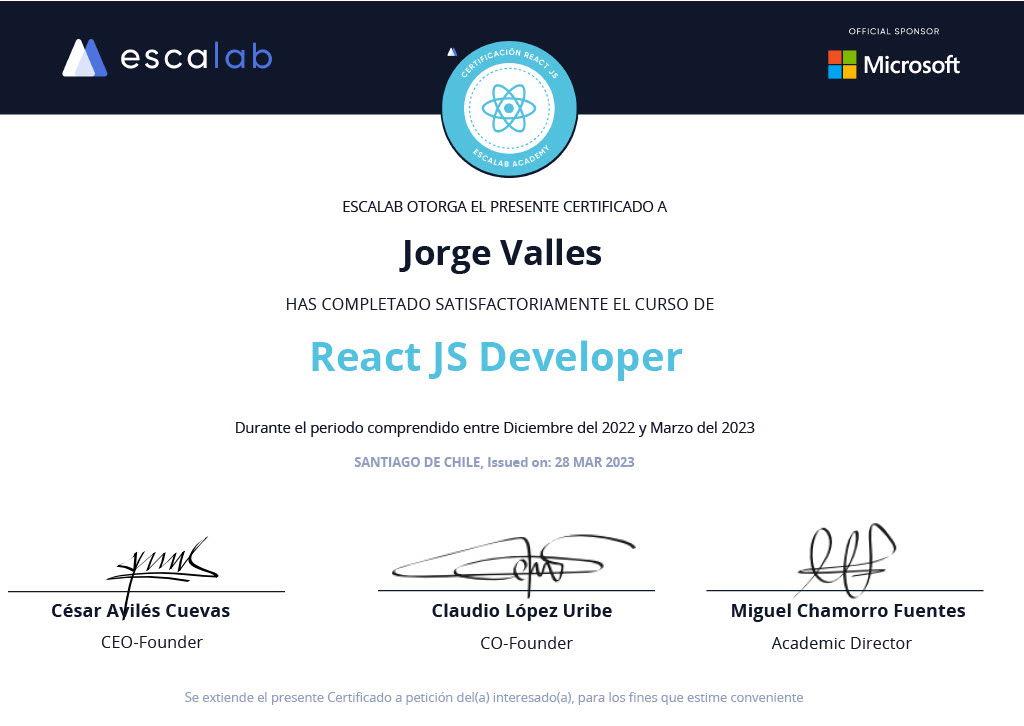 escalab
OFFICIAL SPONSOR
Microsoft
CERTIFICACIÓN REACT JS
ESCALAB ACADEMY
ESCALAB OTORGA EL PRESENTE CERTIFICADO A
Jorge Valles
HAS COMPLETADO SATISFACTORIAMENTE EL CURSO DE
React JS Developer
Durante el periodo comprendido entre Diciembre del 2022 y Marzo del 2023
SANTIAGO DE CHILE, Issued on: 28 MAR 2023
César Avilés Cuevas
Claudio López Uribe
Miguel Chamorro Fuentes
CEO-Founder
CO-Founder
Academic Director
Se extiende el presente Certificado a petición del(a) interesado(a), para los fines que estime conveniente